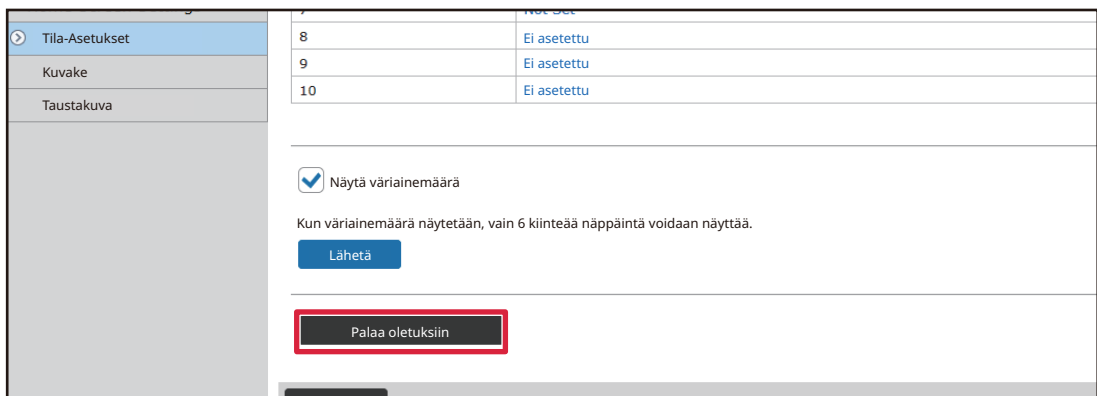 Tila-Asetukset
Kuvake
Taustakuva
8 Ei asetettu
9 Ei asetettu
10 Ei asetettu
Näytä väriainemäärä
Kun väriainemäärä näytetään, vain 6 kiinteää näppäintä voidaan näyttää.
Lähetä
Palaa oletuksiin